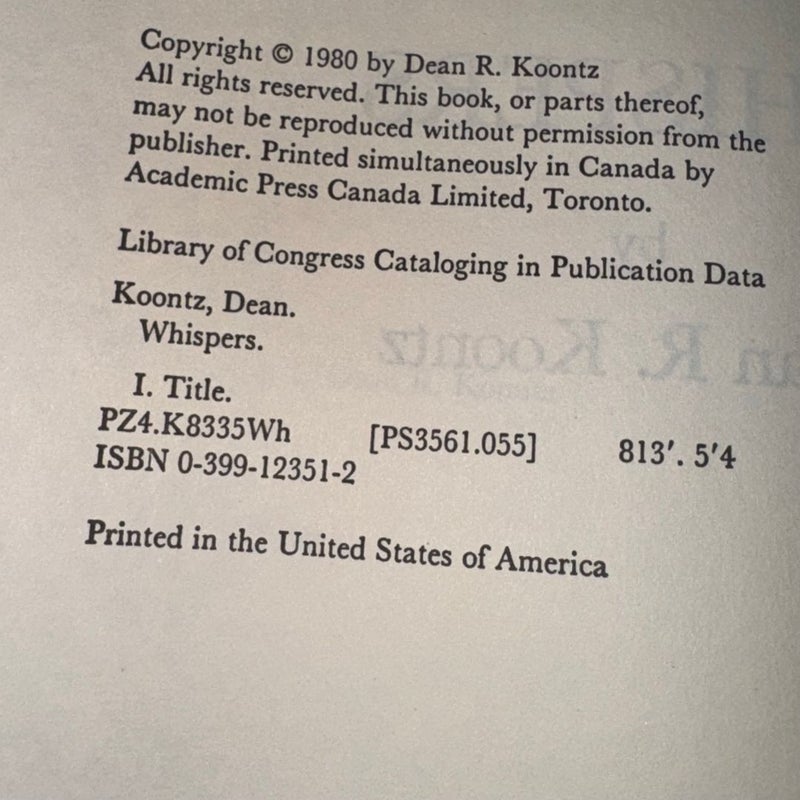 Copyright © 1980 by Dean R. Koontz
All rights reserved. This book, or parts thereof,
may not be reproduced without permission from the
publisher. Printed simultaneously in Canada by
Academic Press Canada Limited, Toronto.
Library of Congress Cataloging in Publication Data
Koontz, Dean.
Whispers.
I. Title.
PZ4.K8335Wh [PS3561.055] 813'. 5'4
ISBN 0-399-12351-2
Printed in the United States of America